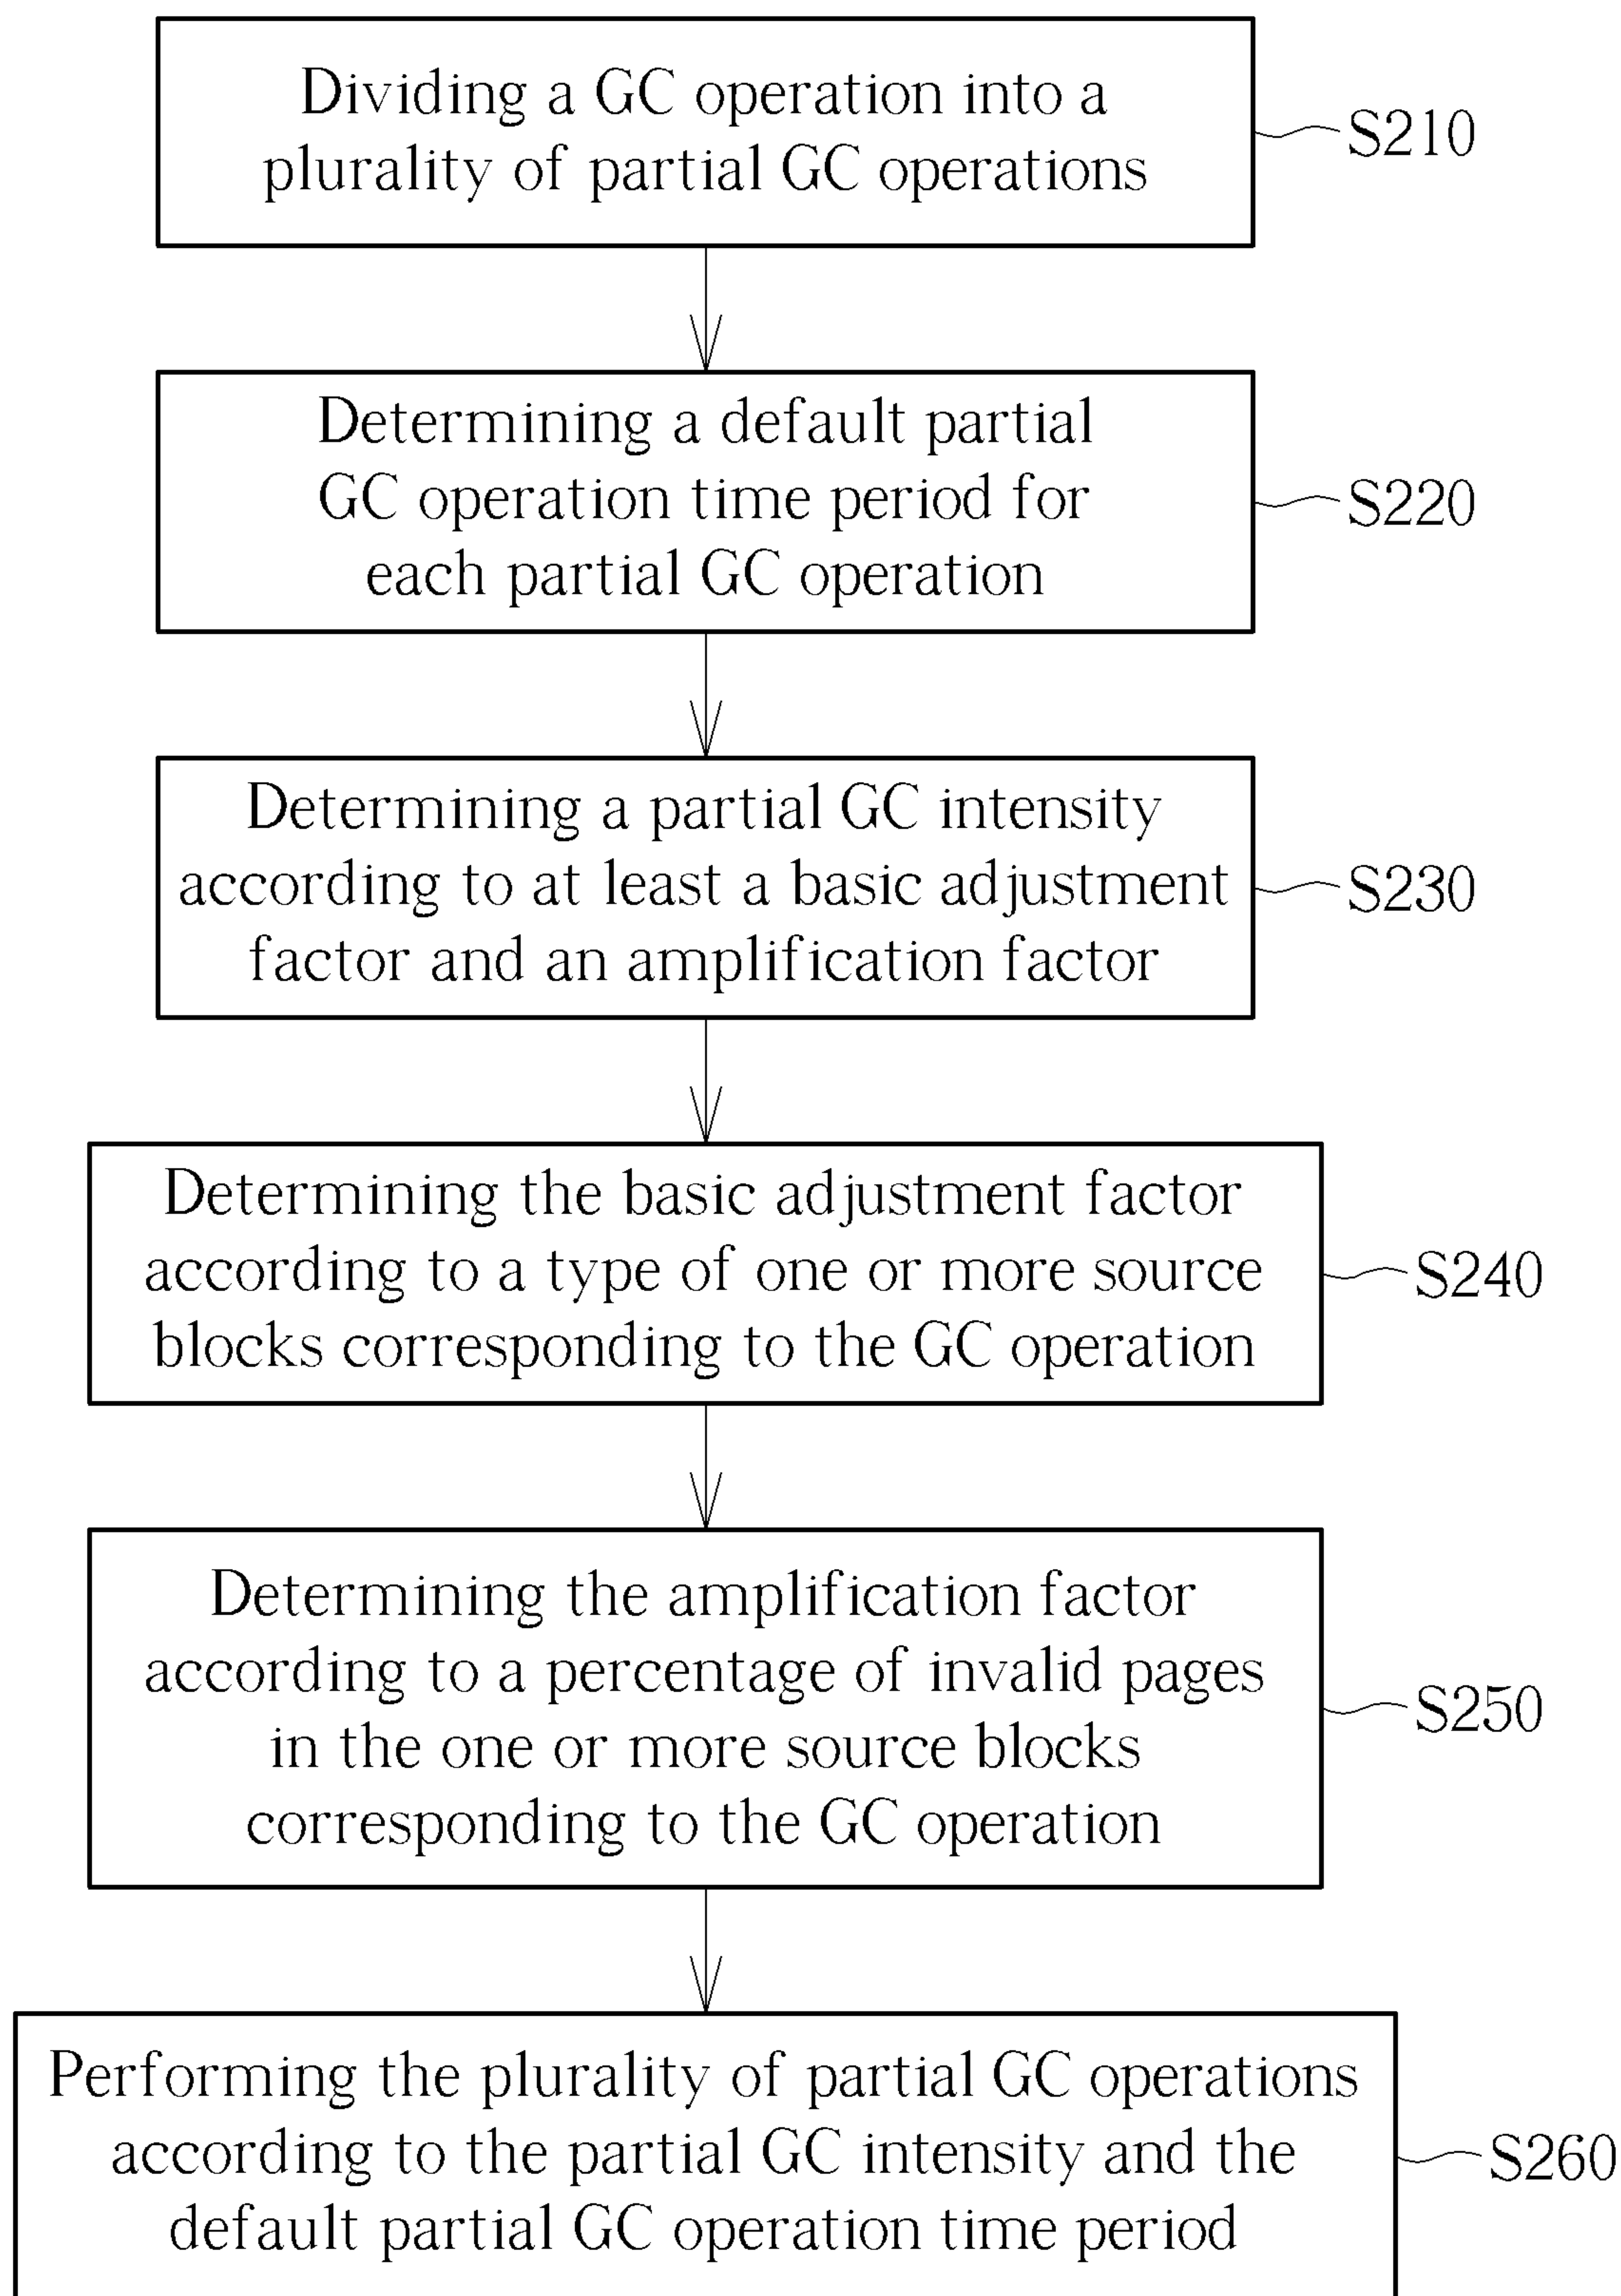 Dividing a GC operation into a
plurality of partial GC operations
S210
Determining a default partial
GC operation time period for
each partial GC operation
S220
Determining a partial GC intensity
according to at least a basic adjustment
factor and an amplification factor
S230
Determining the basic adjustment factor
according to a type of one or more source
blocks corresponding to the GC operation
S240
Determining the amplification factor
according to a percentage of invalid pages
in the one or more source blocks
corresponding to the GC operation
S250
Performing the plurality of partial GC operations
according to the partial GC intensity and the
default partial GC operation time period
S260